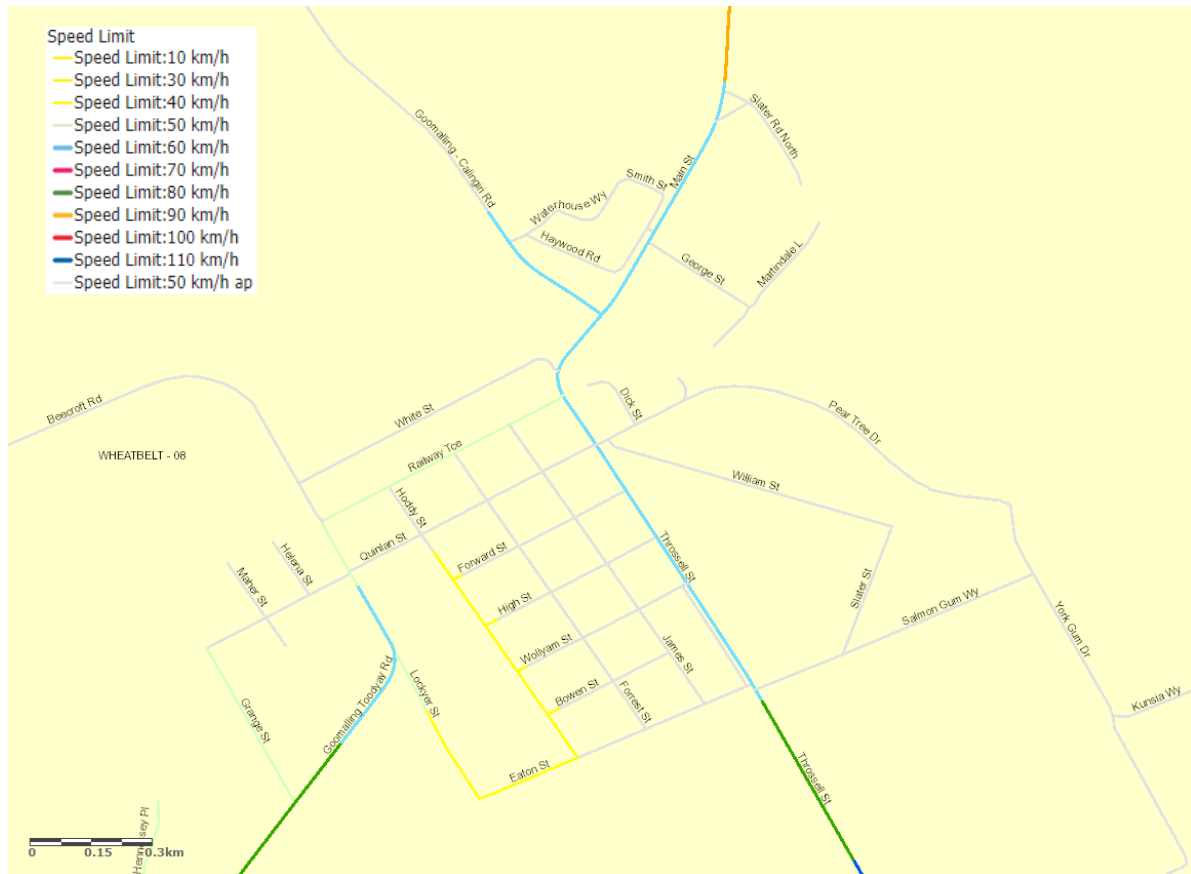 Speed Limit
Speed Limit:10 km/h
Speed Limit:30 km/h
Speed Limit:40 km/h
Speed Limit:50 km/h
Speed Limit:60 km/h
Speed Limit:70 km/h
Speed Limit:80 km/h
Speed Limit:90 km/h
Speed Limit:100 km/h
Speed Limit:110 km/h
Speed Limit:50 km/h ap
Goomalling - Calingiri Rd
Slater Rd North
Main St
Smith St
Waterhouse Wy
Haywood Rd
George St
Martindale L
Beecroft Rd
White St
Dick St
Pear Tree Dr
WHEATBELT - 08
Railway Tce
William St
Hoddy St
Quinlan St
Helena St
Maher St
Forward St
Throssell St
High St
Slater St
Salmon Gum Wy
York Gum Dr
Wollyam St
James St
Bowen St
Forrest St
Lockyer St
Goomalling Toodyay Rd
Grange St
Kunsia Wy
Eaton St
Throssell St
Hennessey Pl
0 0.15 0.3km